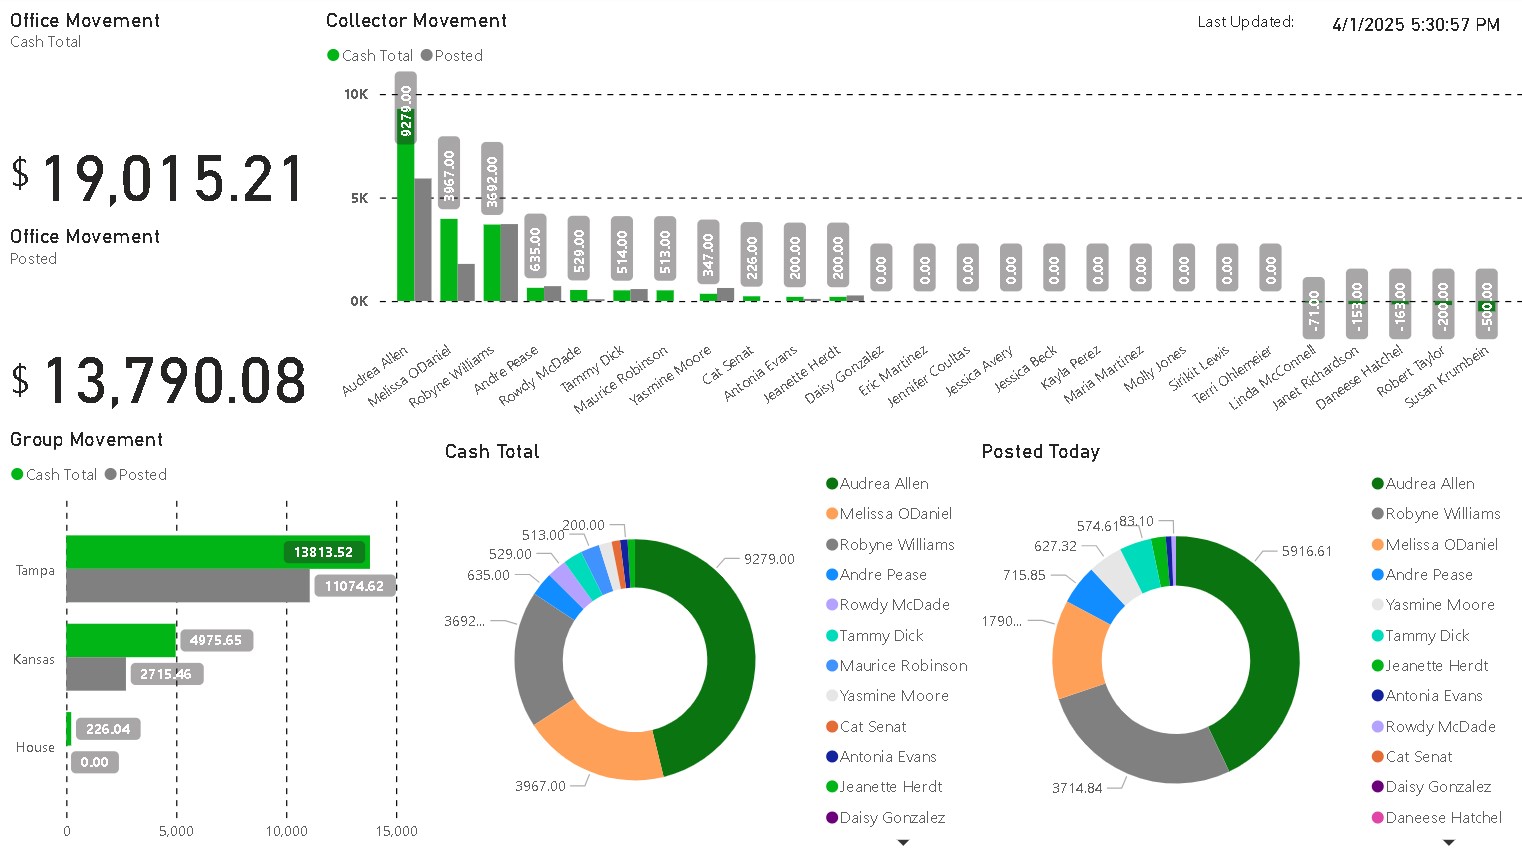 Office Movement
Cash Total
$ 19,015.21
Office Movement
Posted
$ 13,790.08
Collector Movement
Cash Total Posted
Last Updated: 4/1/2025 5:30:57 PM
10K
5K
0K
9279.00
3967.00
3692.00
635.00
529.00
514.00
513.00
347.00
226.00
200.00
200.00
0.00
0.00
0.00
0.00
0.00
0.00
0.00
0.00
0.00
0.00
-71.00
-153.00
-163.00
-200.00
-500.00
Audrea Allen
Melissa ODaniel
Robyne Williams
Andre Pease
Rowdy McDade
Tammy Dick
Maurice Robinson
Yasmine Moore
Cat Senat
Antonia Evans
Jeanette Herdt
Daisy Gonzalez
Eric Martinez
Jennifer Coultas
Jessica Avery
Jessica Beck
Kayla Perez
Maria Martinez
Molly Jones
Sirikit Lewis
Terri Ohlemeier
Linda McConnell
Janet Richardson
Daneese Hatchel
Robert Taylor
Susan Krumbein
Group Movement
Cash Total Posted
Tampa
13813.52
11074.62
Kansas
4975.65
2715.46
House
226.04
0.00
0
5,000
10,000
15,000
Cash Total
200.00
513.00
529.00
635.00
3692...
3967.00
9279.00
Audrea Allen
Melissa ODaniel
Robyne Williams
Andre Pease
Rowdy McDade
Tammy Dick
Maurice Robinson
Yasmine Moore
Cat Senat
Antonia Evans
Jeanette Herdt
Daisy Gonzalez
Posted Today
83.10
574.61
627.32
715.85
1790...
3714.84
5916.61
Audrea Allen
Robyne Williams
Melissa ODaniel
Andre Pease
Yasmine Moore
Tammy Dick
Jeanette Herdt
Antonia Evans
Rowdy McDade
Cat Senat
Daisy Gonzalez
Daneese Hatchel